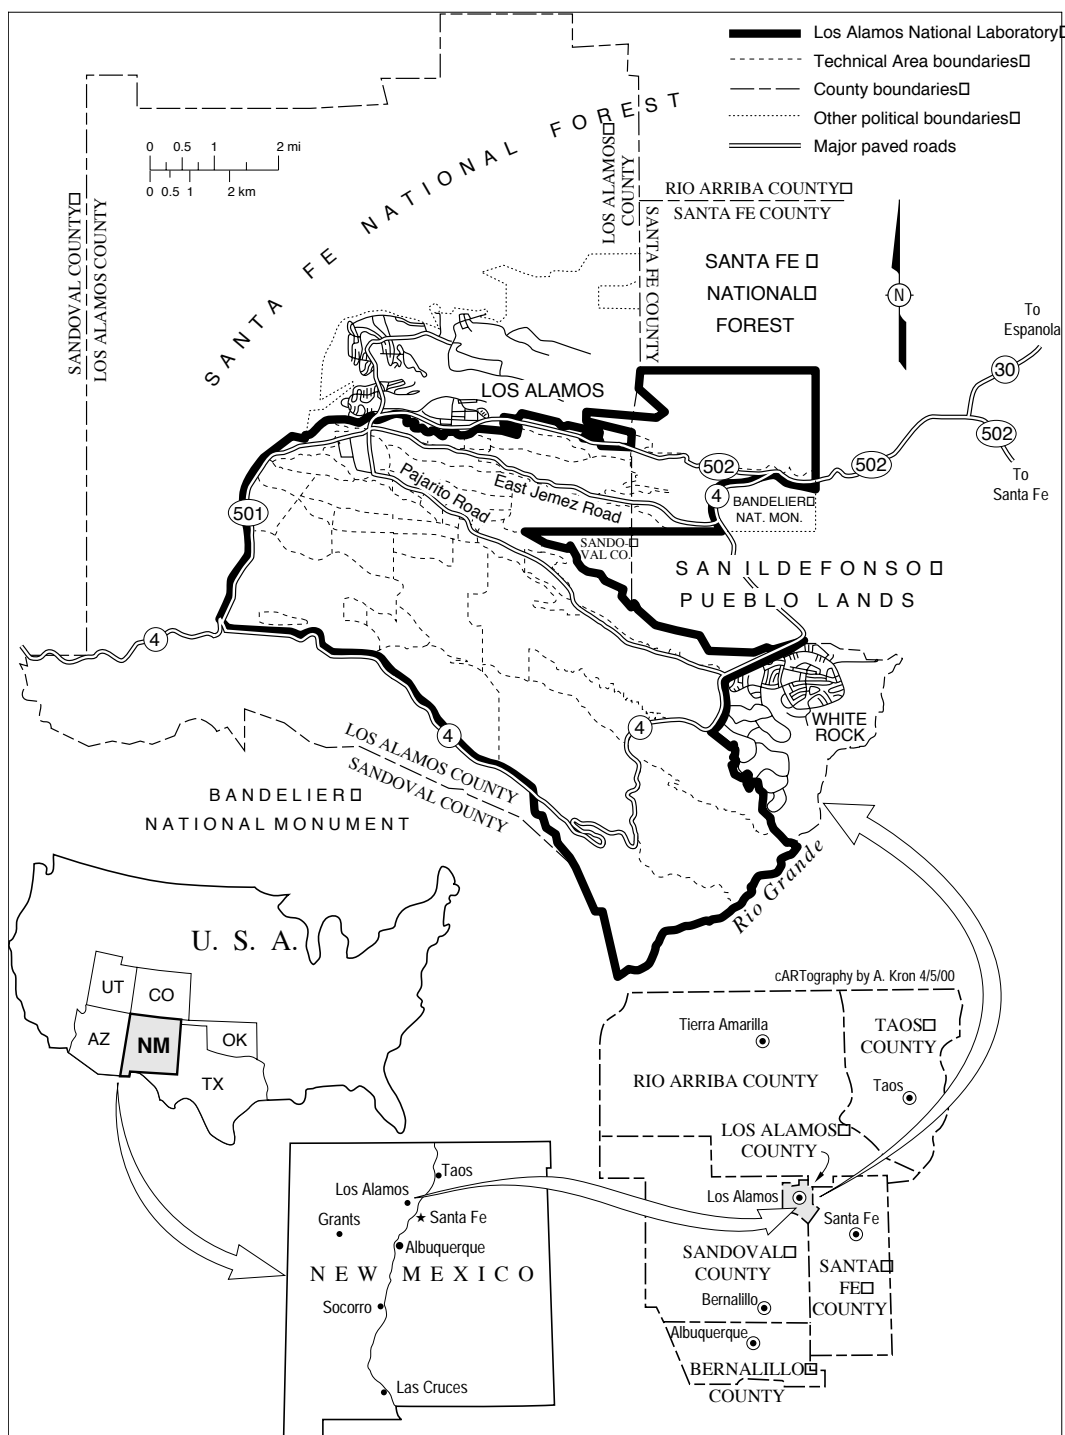 Los Alamos National Laboratory□
Technical Area boundaries□
County boundaries□
Other political boundaries□
Major paved roads
0 0.5 1 2 mi
0 0.5 1 2 km
SANTA FE NATIONAL FOREST
SANDOVAL COUNTY□
LOS ALAMOS COUNTY
LOS ALAMOS□
COUNTY
SANTA FE COUNTY
RIO ARRIBA COUNTY□
SANTA FE COUNTY
SANTA FE □
NATIONAL□
FOREST
N
To
Espanola
30
502
To
Santa Fe
502
502
LOS ALAMOS
4
BANDELIER□
NAT. MON.
East Jemez Road
Pajarito Road
501
SANDO-□
VAL CO.
SAN ILDEFONSO□
PUEBLO LANDS
4
WHITE
ROCK
4
4
LOS ALAMOS COUNTY
SANDOVAL COUNTY
BANDELIER□
NATIONAL MONUMENT
Rio Grande
U. S. A.
UT
CO
AZ
NM
OK
TX
cARTography by A. Kron 4/5/00
Tierra Amarilla
TAOS□
COUNTY
RIO ARRIBA COUNTY
Taos
LOS ALAMOS□
COUNTY
Los Alamos
Santa Fe
SANDOVAL□
COUNTY
SANTA□
FE□
COUNTY
Bernalillo
Albuquerque
BERNALILLO□
COUNTY
Taos
Los Alamos
Santa Fe
Grants
Albuquerque
NEW MEXICO
Socorro
Las Cruces